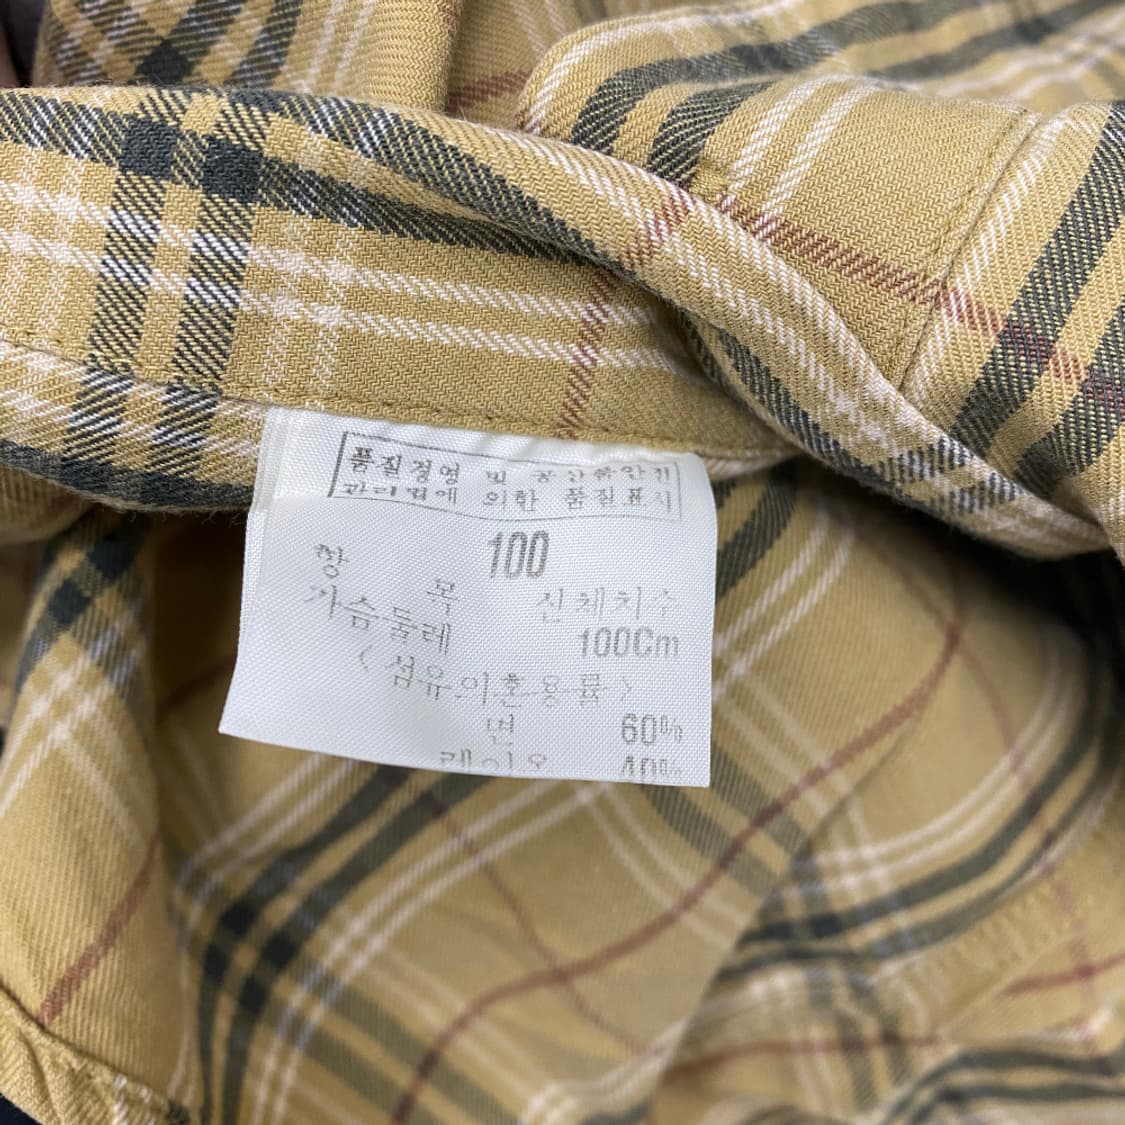 품질경영 및 공산품안전
관리법에 의한 품질표시
100
항 목 신체치수
가슴둘레 100Cm
< 섬유의혼용률 >
면 60%
레이온 40%